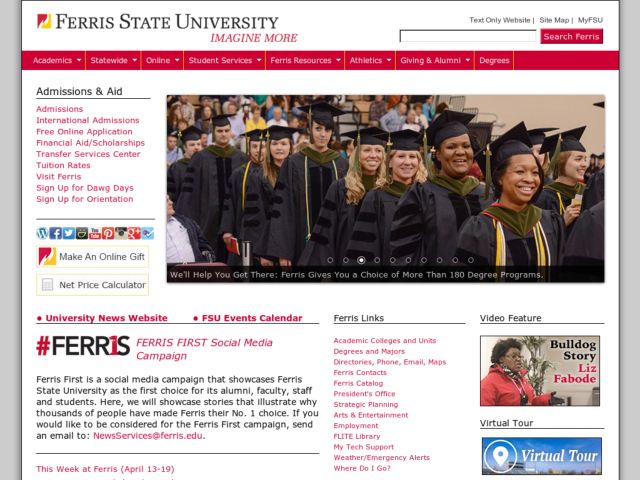 FERRIS STATE UNIVERSITY
IMAGINE MORE
Text Only Website | Site Map | MyFSU
Search Ferris
Academics Statewide Online Student Services Ferris Resources Athletics Giving & Alumni Degrees
Admissions & Aid
Admissions
International Admissions
Free Online Application
Financial Aid/Scholarships
Transfer Services Center
Tuition Rates
Visit Ferris
Sign Up for Dawg Days
Sign Up for Orientation
Make An Online Gift
Net Price Calculator
We'll Help You Get There: Ferris Gives You a Choice of More Than 180 Degree Programs.
• University News Website • FSU Events Calendar
#FERR1S
FERRIS FIRST Social Media
Campaign
Ferris First is a social media campaign that showcases Ferris
State University as the first choice for its alumni, faculty, staff
and students. Here, we will showcase stories that illustrate why
thousands of people have made Ferris their No. 1 choice. If you
would like to be considered for the Ferris First campaign, send
an email to: NewsServices@ferris.edu.
This Week at Ferris (April 13-19)
Ferris Links
Academic Colleges and Units
Degrees and Majors
Directories, Phone, Email, Maps
Ferris Contacts
Ferris Catalog
President's Office
Strategic Planning
Arts & Entertainment
Employment
FLITE Library
My Tech Support
Weather/Emergency Alerts
Where Do I Go?
Video Feature
Bulldog
Story
Liz
Fabode
Virtual Tour
Virtual Tour